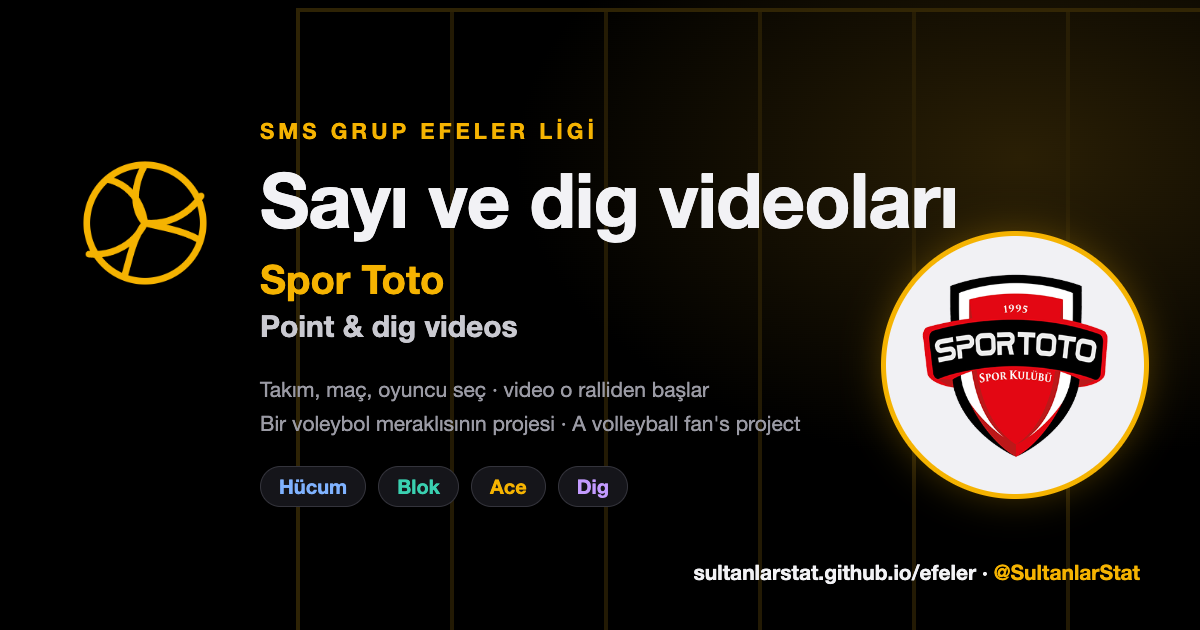 SMS GRUP EFELER LİGİ
Sayı ve dig videoları
Spor Toto
Point & dig videos
Takım, maç, oyuncu seç · video o ralliden başlar
Bir voleybol meraklısının projesi · A volleyball fan's project
Hücum Blok Ace Dig
1995
SPORTOTO
SPOR KULÜBÜ
sultanlarstat.github.io/efeler · @SultanlarStat